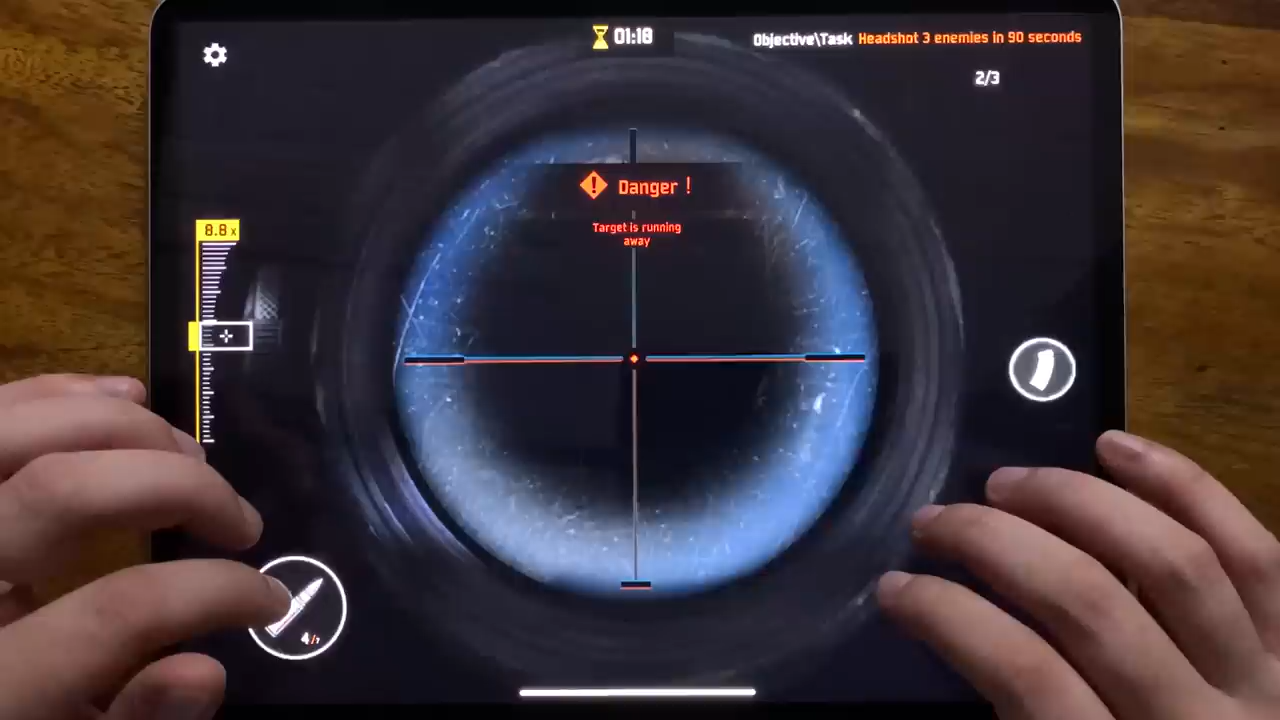 01:18
Objective\Task Headshot 3 enemies in 90 seconds
2/3
Danger !
Target is running
away
8.8 x
4/7